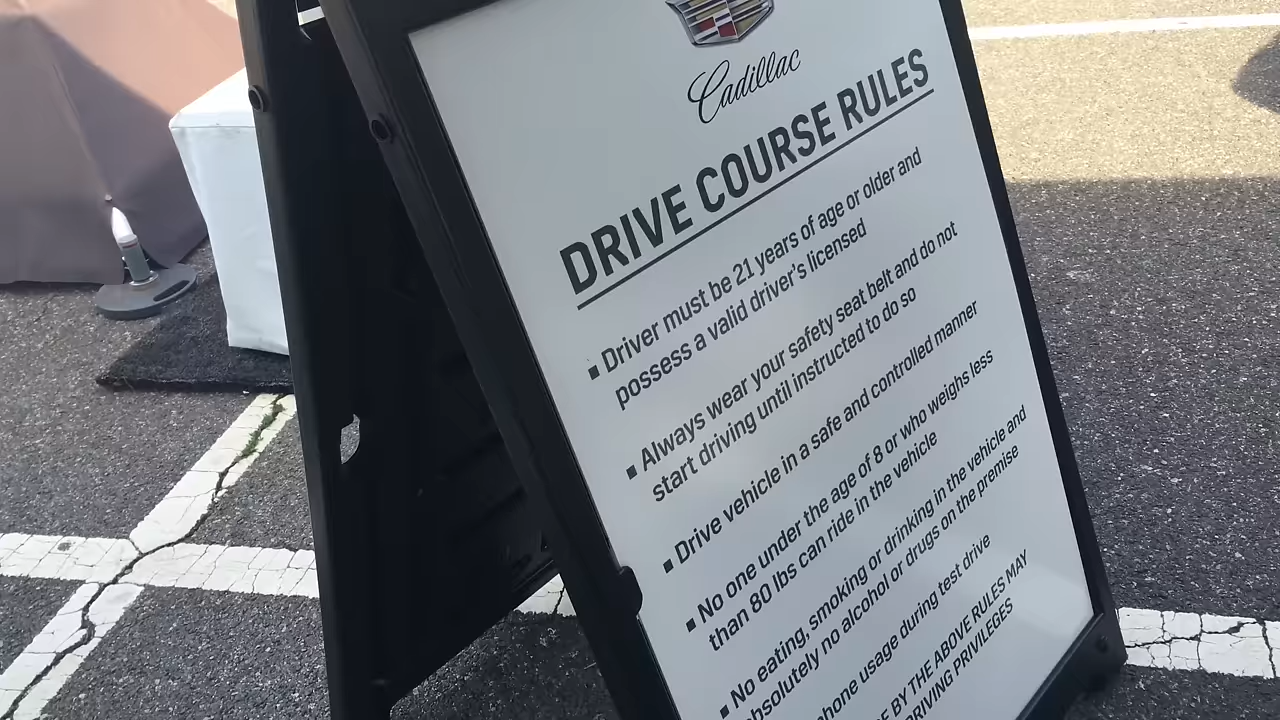 Cadillac
DRIVE COURSE RULES
▪ Driver must be 21 years of age or older and
possess a valid driver's licensed
▪ Always wear your safety seat belt and do not
start driving until instructed to do so
▪ Drive vehicle in a safe and controlled manner
▪ No one under the age of 8 or who weighs less
than 80 lbs can ride in the vehicle
▪ No eating, smoking or drinking in the vehicle and
absolutely no alcohol or drugs on the premise
phone usage during test drive
BY THE ABOVE RULES MAY
DRIVING PRIVILEGES